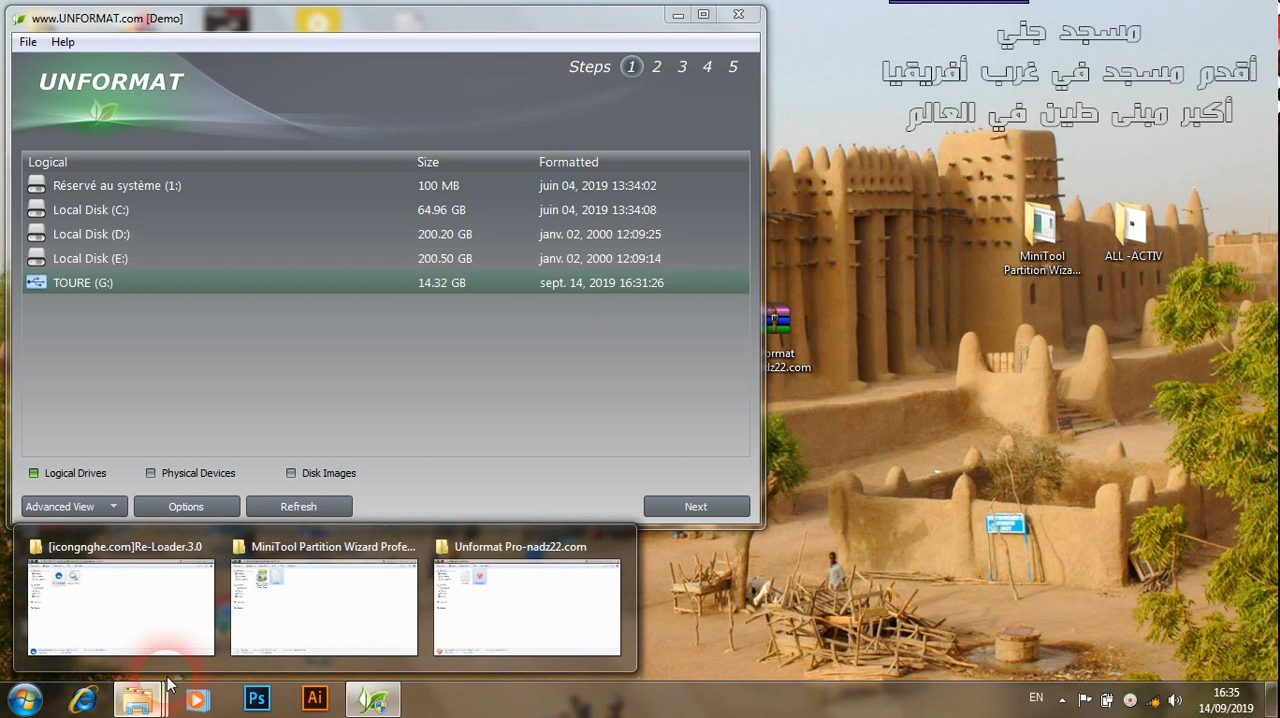 www.UNFORMAT.com [Demo]
File Help
UNFORMAT
Steps 1 2 3 4 5
Logical Size Formatted
Réservé au système (1:) 100 MB juin 04, 2019 13:34:02
Local Disk (C:) 64.96 GB juin 04, 2019 13:34:08
Local Disk (D:) 200.20 GB janv. 02, 2000 12:09:25
Local Disk (E:) 200.50 GB janv. 02, 2000 12:09:14
TOURE (G:) 14.32 GB sept. 14, 2019 16:31:26
Logical Drives Physical Devices Disk Images
Advanced View Options Refresh Next
مسجد جني
أقدم مسجد في غرب أفريقيا
أكبر مبنى طين في العالم
MiniTool
Partition Wiza...
ALL -ACTIV
ormat
dz22.com
[icongnghe.com]Re-Loader.3.0
MiniTool Partition Wizard Profe...
Unformat Pro-nadz22.com
Ps Ai
EN
16:35
14/09/2019